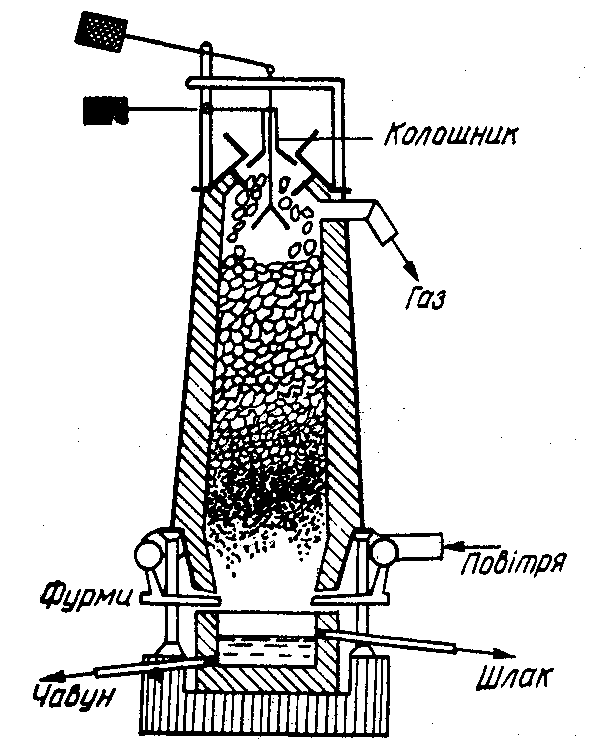 Колошник
Газ
Повітря
Фурми
Шлак
Чавун